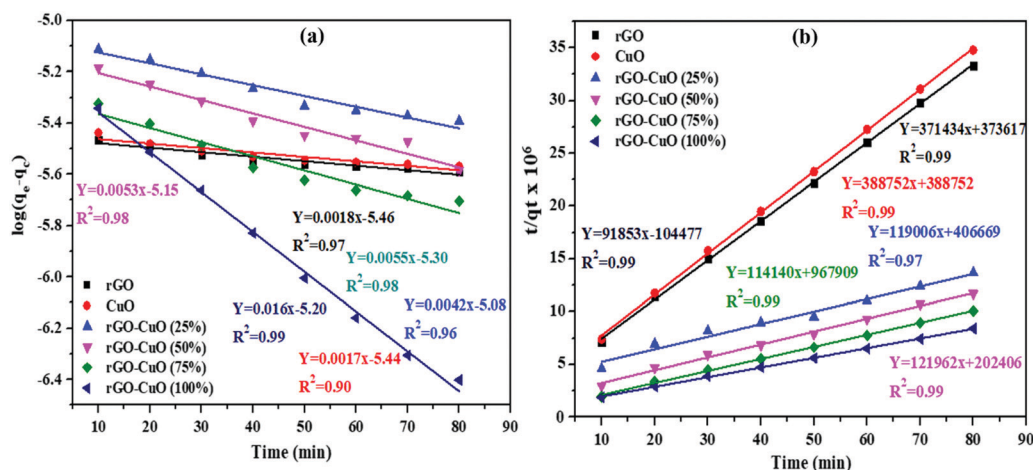 (a)
log(qe-qc)
-5.0
-5.2
-5.4
-5.6
-5.8
-6.0
-6.2
-6.4
Y=0.0053x-5.15
R2=0.98
Y=0.0018x-5.46
R2=0.97
Y=0.0055x-5.30
R2=0.98
Y=0.016x-5.20
R2=0.99
Y=0.0042x-5.08
R2=0.96
Y=0.0017x-5.44
R2=0.90
rGO
CuO
rGO-CuO (25%)
rGO-CuO (50%)
rGO-CuO (75%)
rGO-CuO (100%)
10 20 30 40 50 60 70 80 90
Time (min)
(b)
t/qt x 10^6
35
30
25
20
15
10
5
0
rGO
CuO
rGO-CuO (25%)
rGO-CuO (50%)
rGO-CuO (75%)
rGO-CuO (100%)
Y=371434x+373617
R2=0.99
Y=388752x+388752
R2=0.99
Y=91853x-104477
R2=0.99
Y=119006x+406669
R2=0.97
Y=114140x+967909
R2=0.99
Y=121962x+202406
R2=0.99
10 20 30 40 50 60 70 80 90
Time (min)